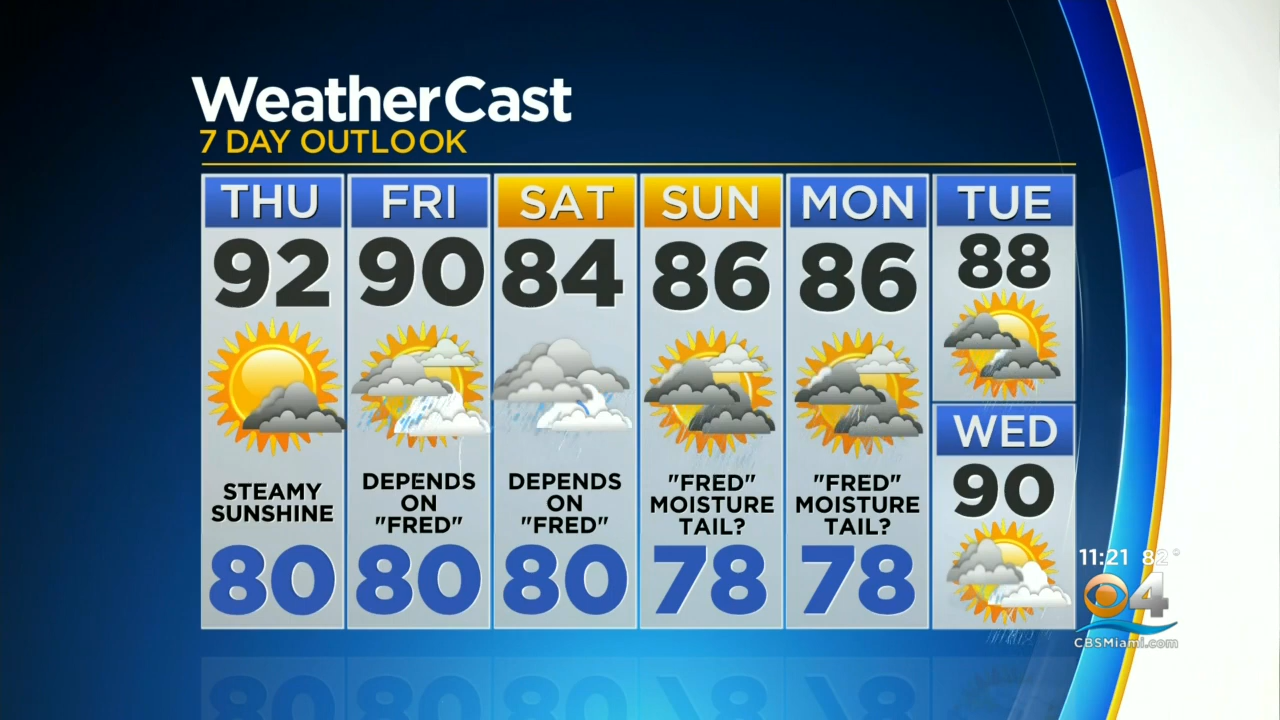 WeatherCast
7 DAY OUTLOOK
THU
92
STEAMY
SUNSHINE
80
FRI
90
DEPENDS
ON
"FRED"
80
SAT
84
DEPENDS
ON
"FRED"
80
SUN
86
"FRED"
MOISTURE
TAIL?
78
MON
86
"FRED"
MOISTURE
TAIL?
78
TUE
88
WED
90
11:21 82°
4
CBSMiami.com